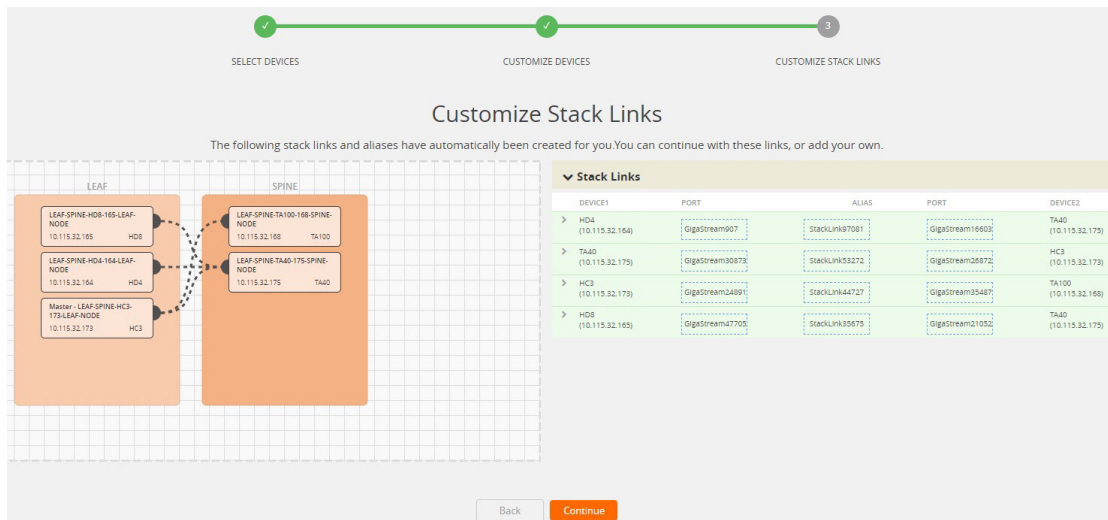 3
SELECT DEVICES
CUSTOMIZE DEVICES
CUSTOMIZE STACK LINKS
Customize Stack Links
The following stack links and aliases have automatically been created for you.You can continue with these links, or add your own.
LEAF
SPINE
LEAF-SPINE-HD8-165-LEAF-
NODE
10.115.32.165 HD8
LEAF-SPINE-HD4-164-LEAF-
NODE
10.115.32.164 HD4
Master - LEAF-SPINE-HC3-
173-LEAF-NODE
10.115.32.173 HC3
LEAF-SPINE-TA100-168-SPINE-
NODE
10.115.32.168 TA100
LEAF-SPINE-TA40-175-SPINE-
NODE
10.115.32.175 TA40
Stack Links
DEVICE1 PORT ALIAS PORT DEVICE2
HD4 GigaStream907 StackLink97081 GigaStream16603 TA40
(10.115.32.164) (10.115.32.175)
TA40 GigaStream30873 StackLink53272 GigaStream26872 HC3
(10.115.32.175) (10.115.32.173)
HC3 GigaStream24891 StackLink44727 GigaStream35487 TA100
(10.115.32.173) (10.115.32.168)
HD8 GigaStream47705 StackLink35675 GigaStream21052 TA40
(10.115.32.165) (10.115.32.175)
Back
Continue